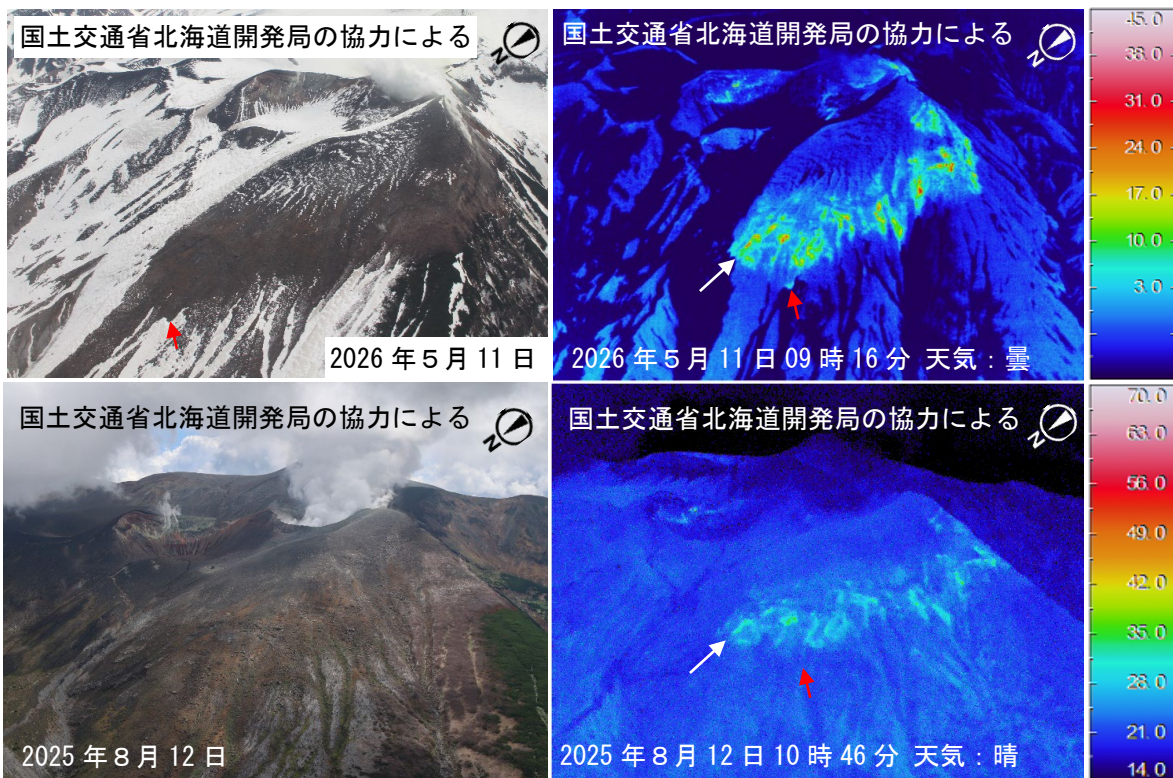 国土交通省北海道開発局の協力による
N
2026年5月11日
国土交通省北海道開発局の協力による
N
2026年5月11日09時16分 天気:曇
45.0
38.0
31.0
24.0
17.0
10.0
3.0
国土交通省北海道開発局の協力による
N
2025年8月12日
国土交通省北海道開発局の協力による
N
2025年8月12日10時46分 天気:晴
70.0
63.0
56.0
49.0
42.0
35.0
28.0
21.0
14.0